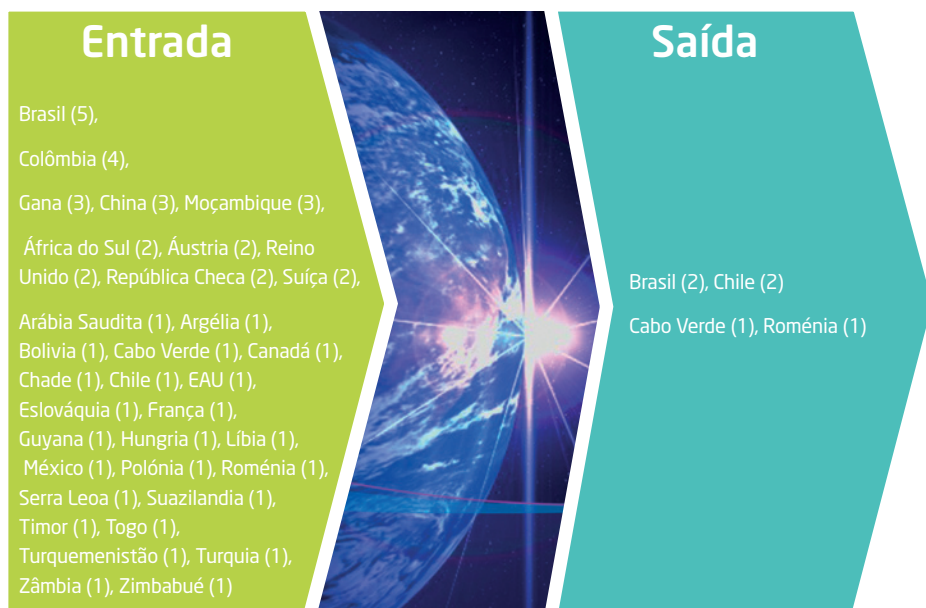 Entrada
Brasil (5),
Colômbia (4),
Gana (3), China (3), Moçambique (3),
África do Sul (2), Áustria (2), Reino
Unido (2), República Checa (2), Suíça (2),
Arábia Saudita (1), Argélia (1),
Bolivia (1), Cabo Verde (1), Canadá (1),
Chade (1), Chile (1), EAU (1),
Eslováquia (1), França (1),
Guyana (1), Hungria (1), Líbia (1),
México (1), Polónia (1), Roménia (1),
Serra Leoa (1), Suazilandia (1),
Timor (1), Togo (1),
Turquemenistão (1), Turquia (1),
Zâmbia (1), Zimbabué (1)
Saída
Brasil (2), Chile (2)
Cabo Verde (1), Roménia (1)